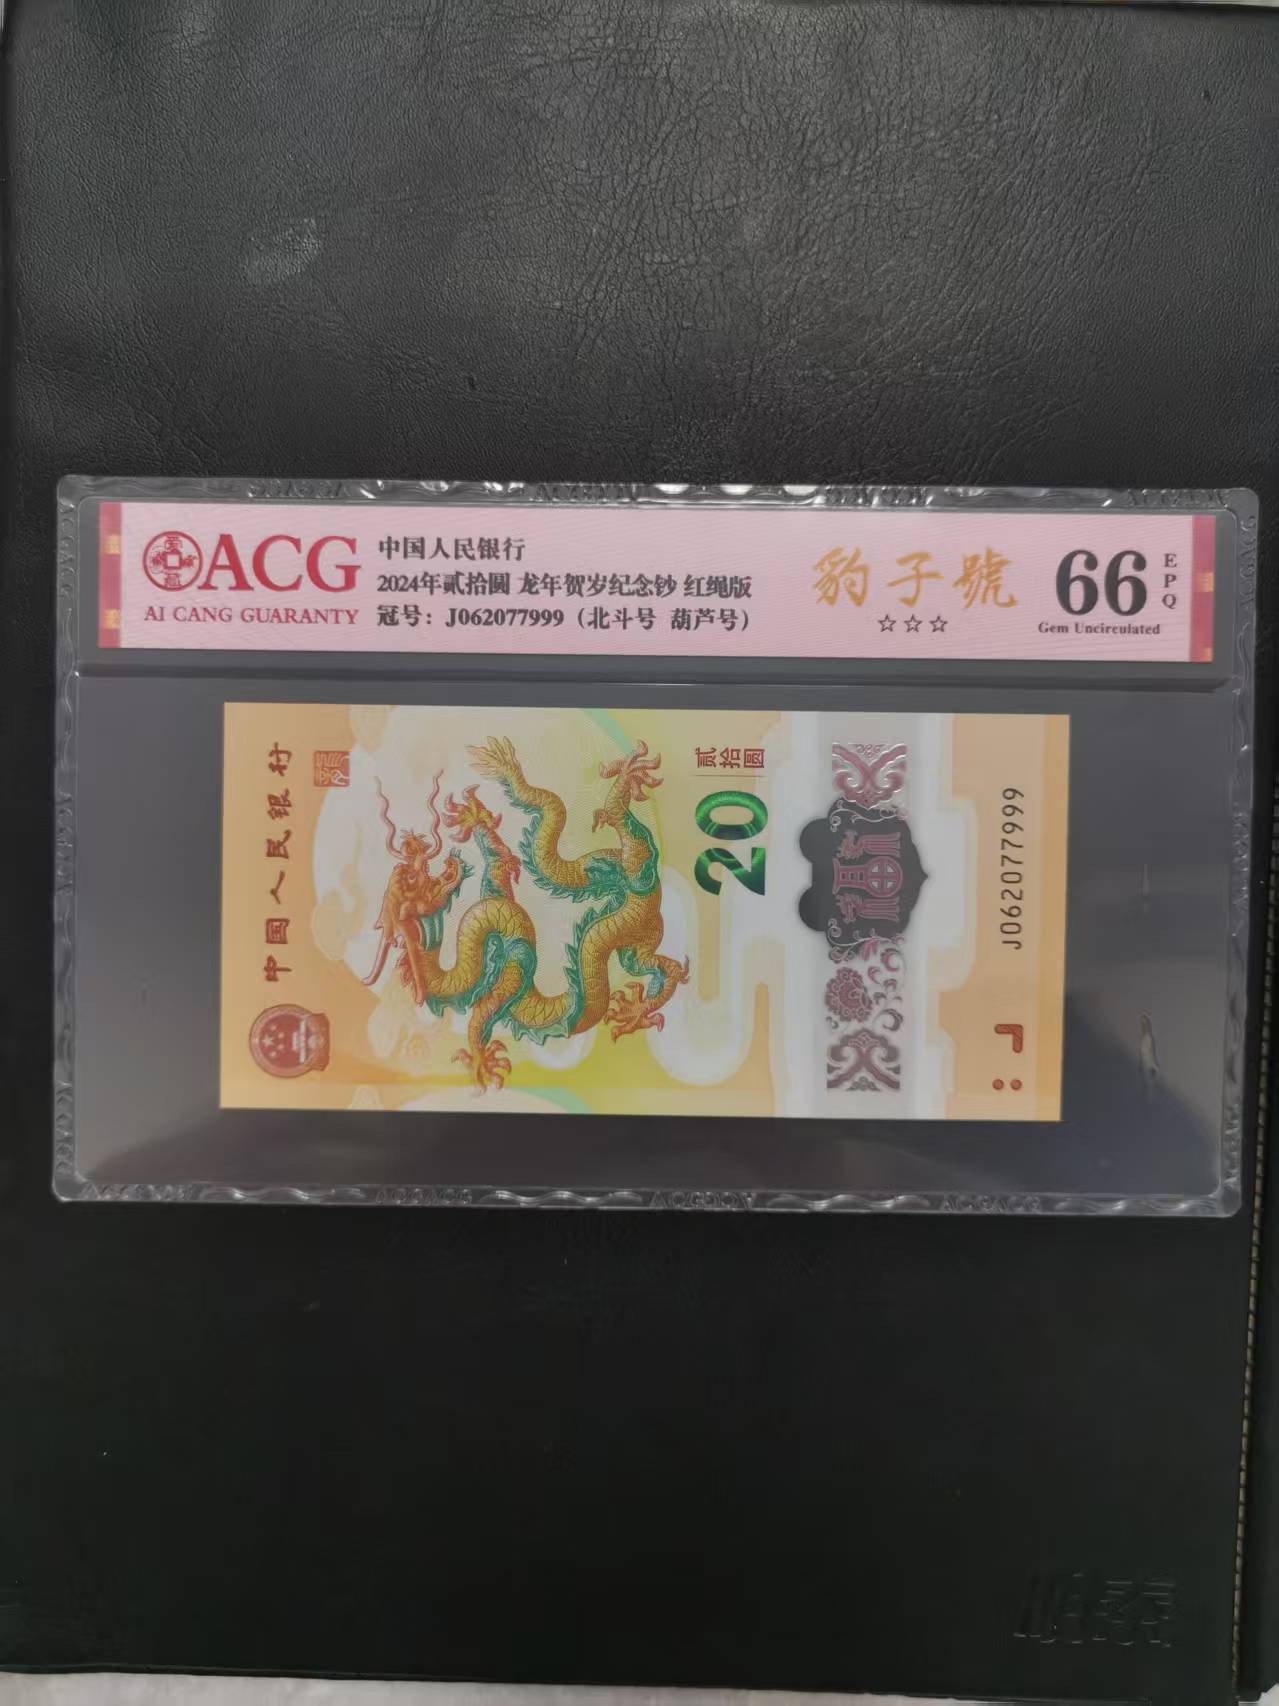 ACG
AI CANG GUARANTY
中国人民银行
2024年贰拾圆 龙年贺岁纪念钞 红绳版
冠号：J062077999（北斗号 葫芦号）
豹子號
☆☆☆
66
EPQ
Gem Uncirculated
中国人民银行
贰拾圆
20
J062077999